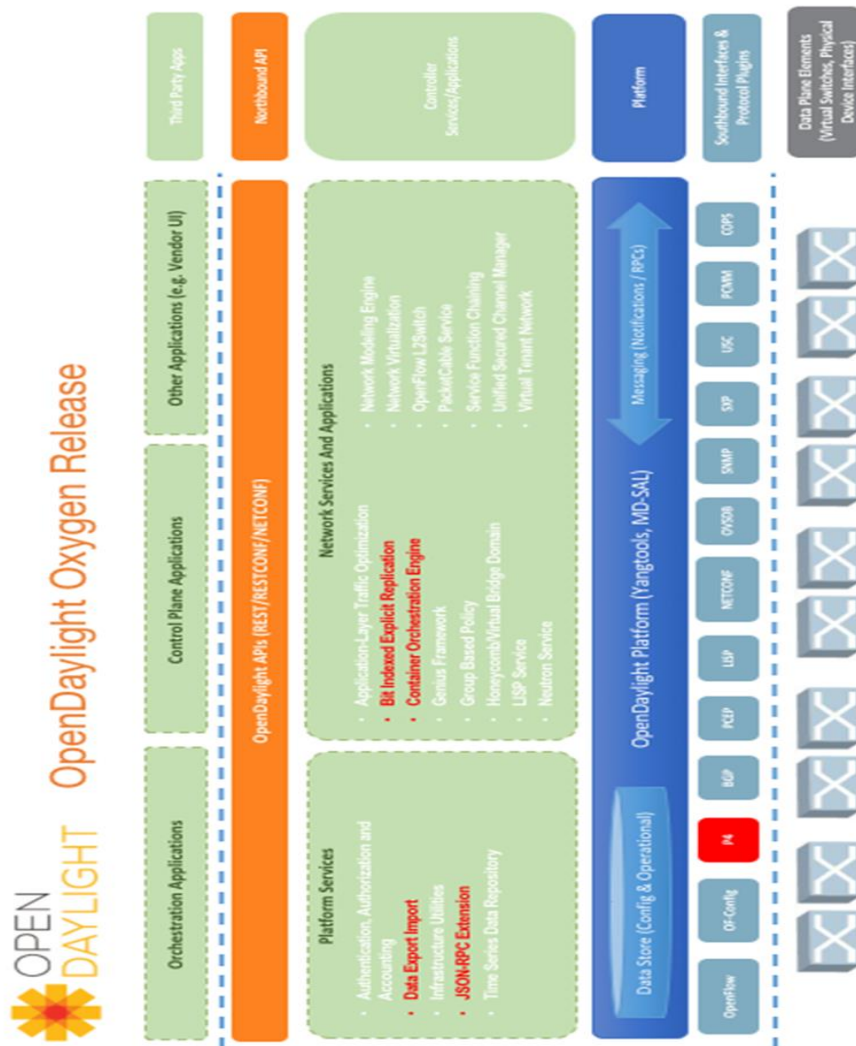 OPEN
DAYLIGHT
OpenDaylight Oxygen Release
Orchestration Applications
Control Plane Applications
Other Applications (e.g. Vendor UI)
Third Party Apps
OpenDaylight APIs (REST/RESTCONF/NETCONF)
Northbound API
Platform Services
• Authentication, Authorization and
Accounting
• Data Export Import
• Infrastructure Utilities
• JSON-RPC Extension
• Time Series Data Repository
Network Services And Applications
• Application-Layer Traffic Optimization
• Bit Indexed Explicit Replication
• Container Orchestration Engine
• Genius Framework
• Group Based Policy
• Honeycomb/Virtual Bridge Domain
• LISP Service
• Neutron Service
• Network Modeling Engine
• Network Virtualization
• OpenFlow L2Switch
• PacketCable Service
• Service Function Chaining
• Unified Secured Channel Manager
• Virtual Tenant Network
Controller
Services/Applications
Data Store (Config & Operational)
OpenDaylight Platform (Yangtools, MD-SAL)
Messaging (Notifications / RPCs)
Platform
OpenFlow
OF-Config
P4
BGP
PCEP
LISP
NETCONF
OVSDB
SNMP
SXP
USC
PCMM
COPS
Southbound Interfaces &
Protocol Plugins
Data Plane Elements
(Virtual Switches, Physical
Device Interfaces)